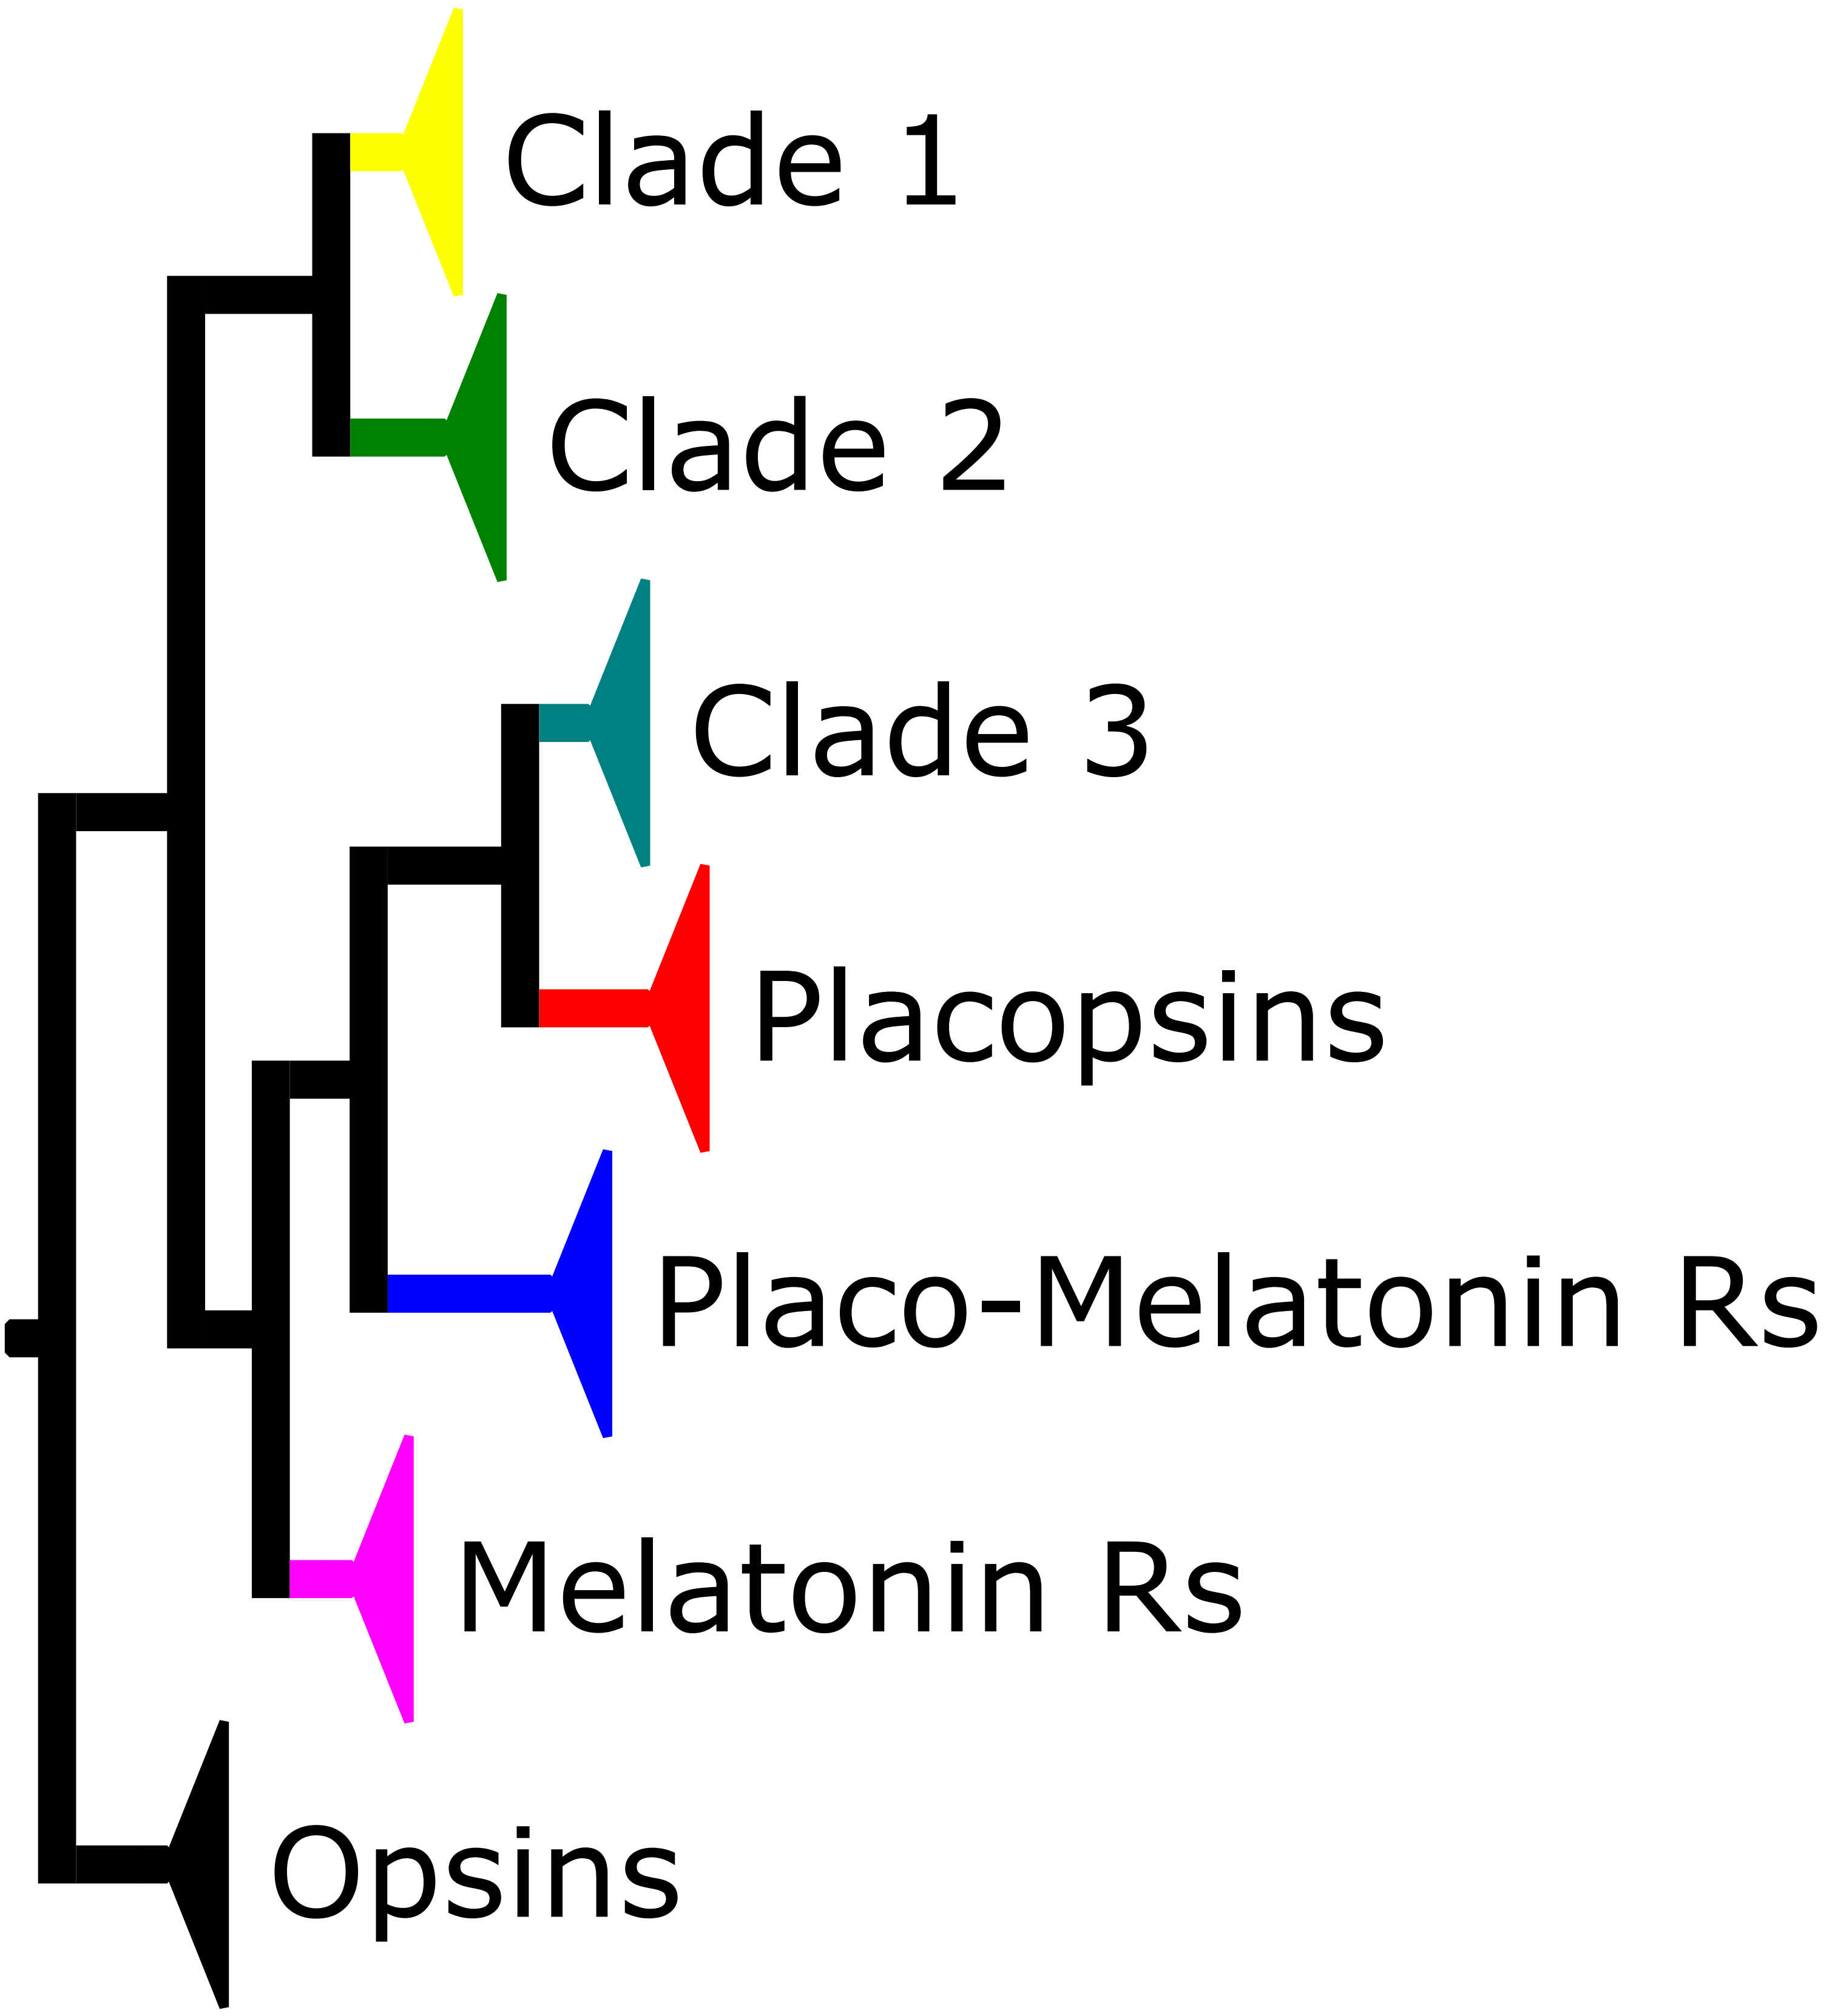 Clade 1
Clade 2
Clade 3
Placopsins
Placo-Melatonin Rs
Melatonin Rs
Opsins